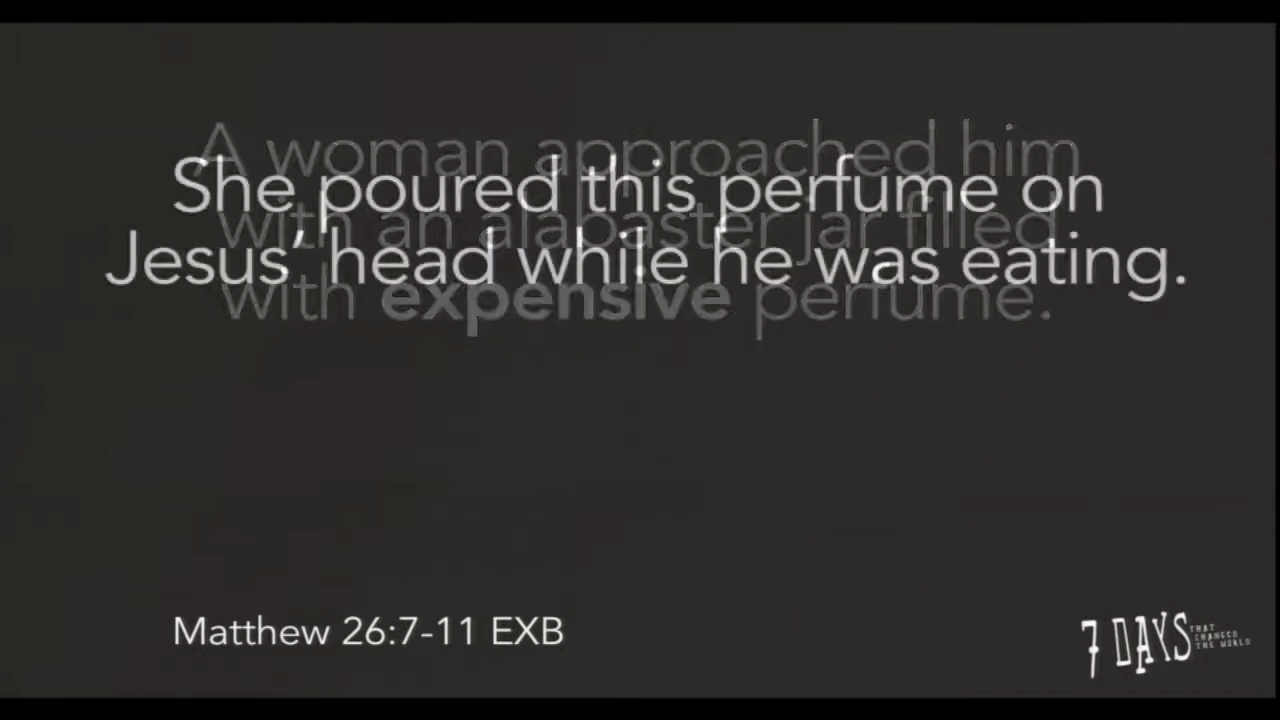 A woman approached him
with an alabaster jar filled
with expensive perfume.
She poured this perfume on
Jesus’ head while he was eating.
Matthew 26:7-11 EXB
7 DAYS
THAT
CHANGED
THE WORLD